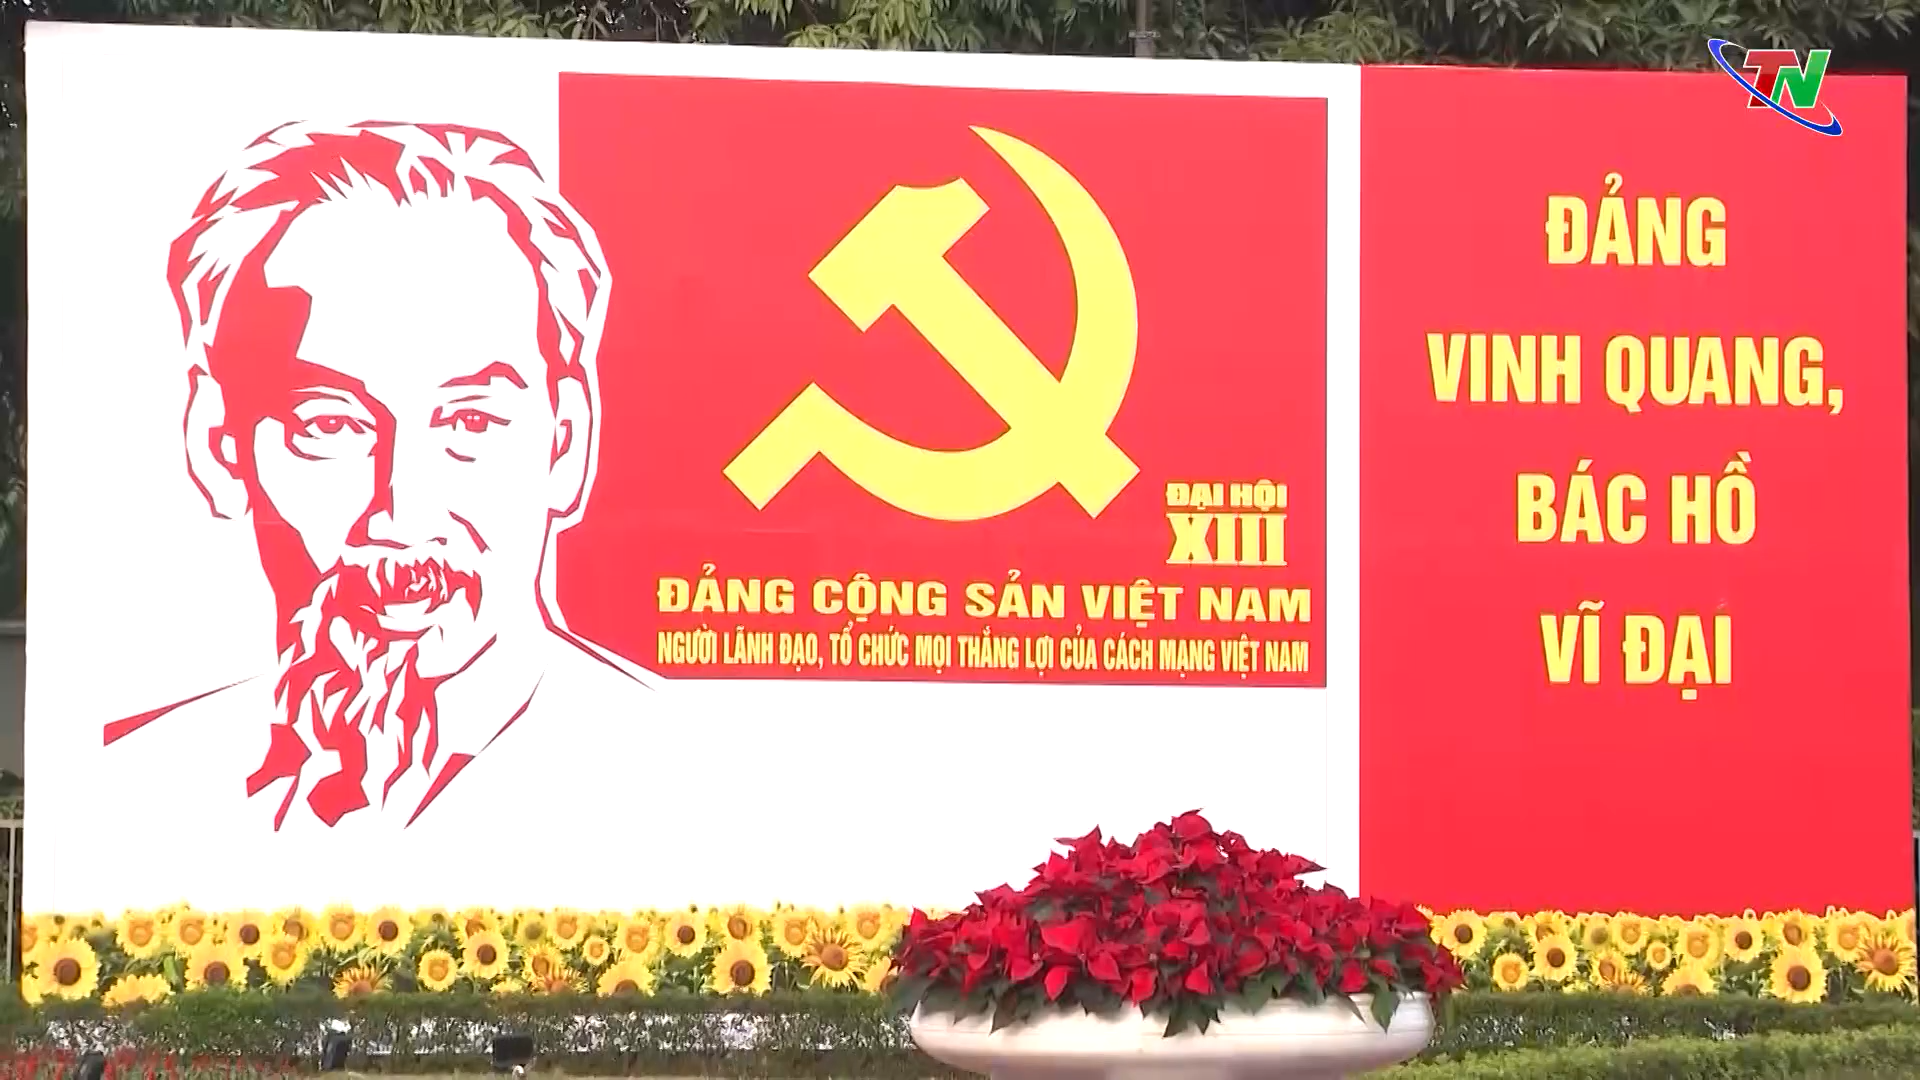 TN
ĐẢNG
VINH QUANG,
BÁC HỒ
VĨ ĐẠI
ĐẠI HỘI
XIII
ĐẢNG CỘNG SẢN VIỆT NAM
NGƯỜI LÃNH ĐẠO, TỔ CHỨC MỌI THẮNG LỢI CỦA CÁCH MẠNG VIỆT NAM